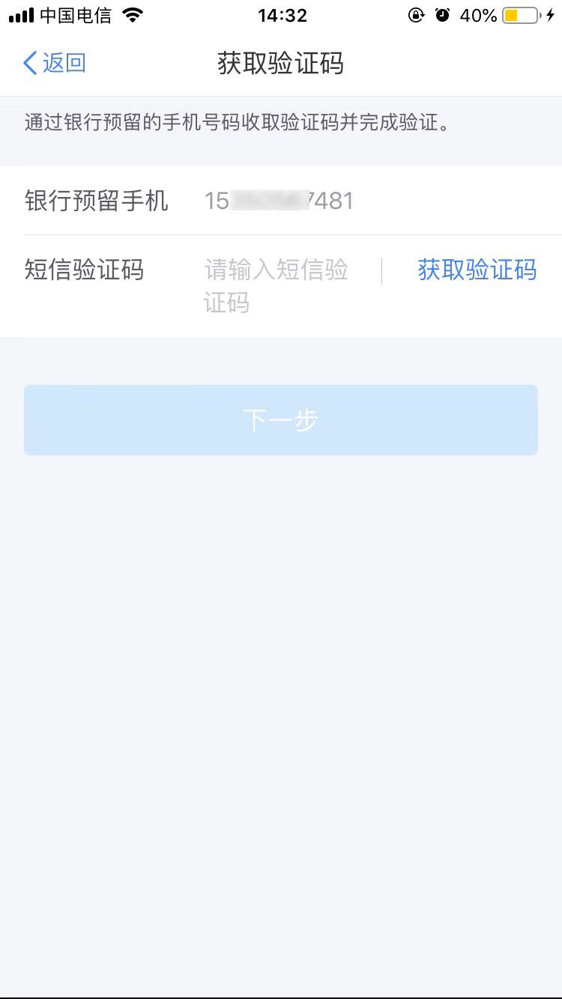 中国电信 14:32 40%
返回 获取验证码
通过银行预留的手机号码收取验证码并完成验证。
银行预留手机 15 7481
短信验证码 请输入短信验 获取验证码
证码
下一步